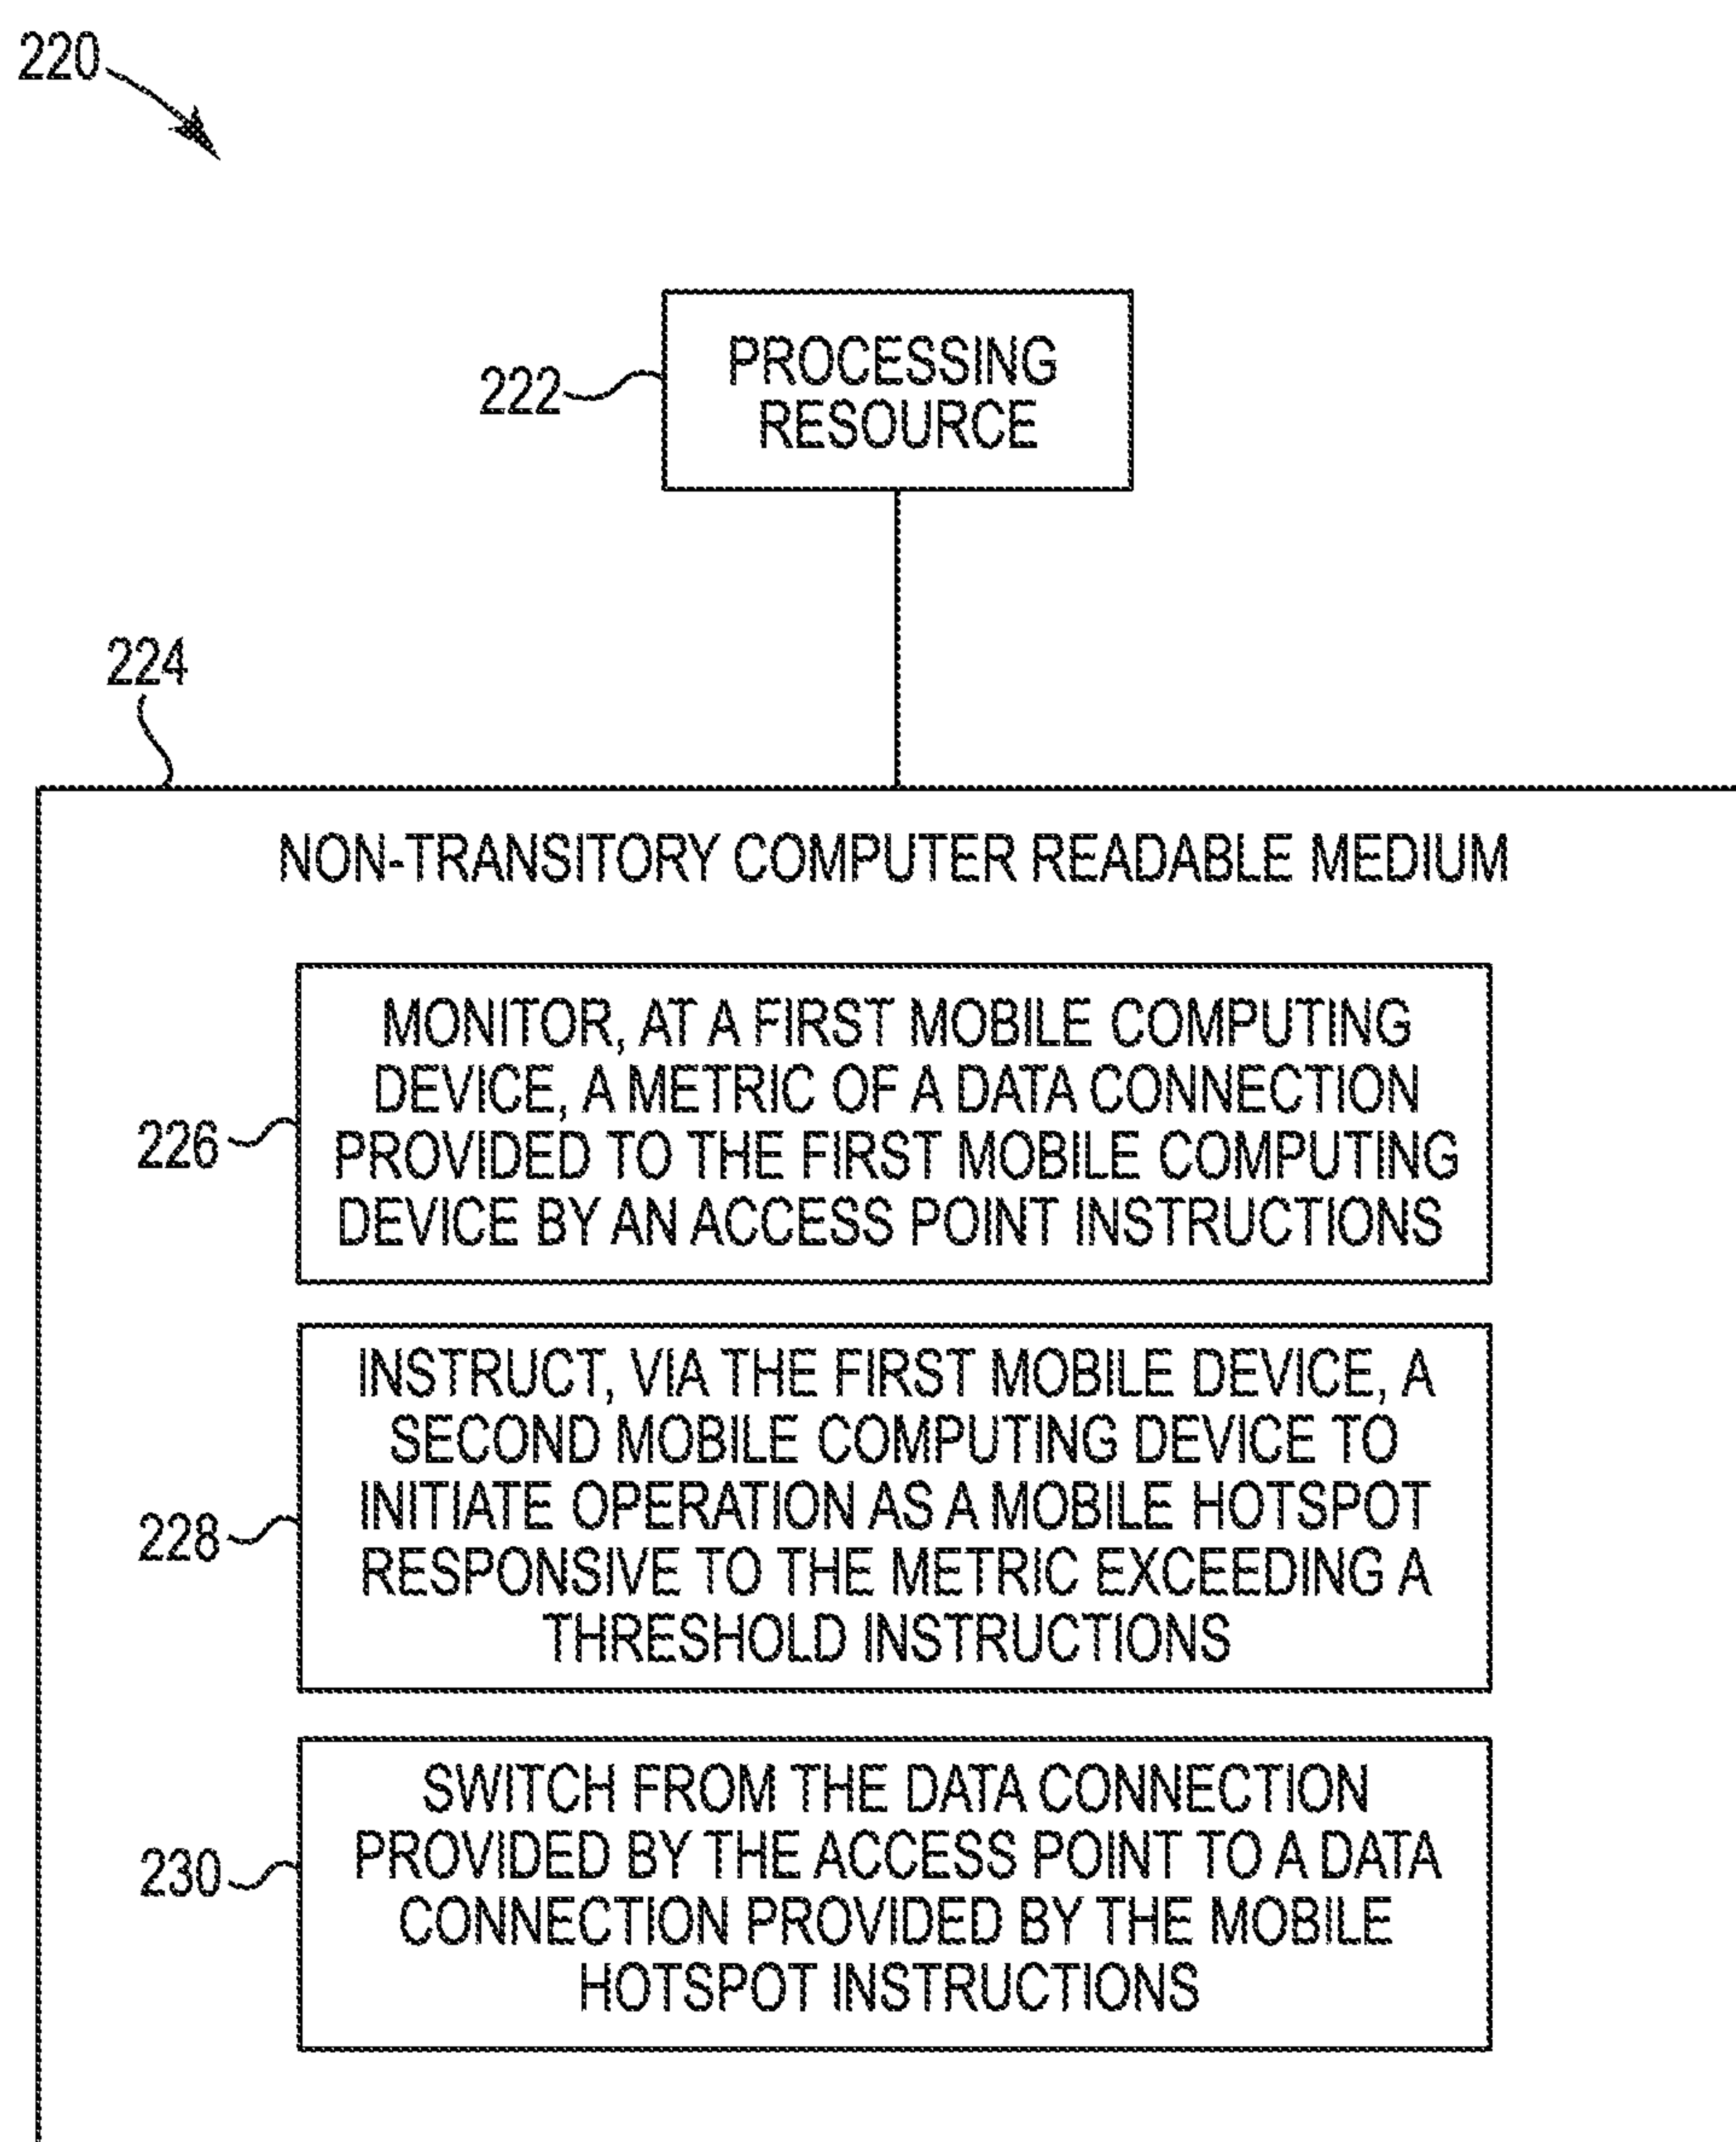 220
222
PROCESSING
RESOURCE
224
NON-TRANSITORY COMPUTER READABLE MEDIUM
226
MONITOR, AT A FIRST MOBILE COMPUTING
DEVICE, A METRIC OF A DATA CONNECTION
PROVIDED TO THE FIRST MOBILE COMPUTING
DEVICE BY AN ACCESS POINT INSTRUCTIONS
228
INSTRUCT, VIA THE FIRST MOBILE DEVICE, A
SECOND MOBILE COMPUTING DEVICE TO
INITIATE OPERATION AS A MOBILE HOTSPOT
RESPONSIVE TO THE METRIC EXCEEDING A
THRESHOLD INSTRUCTIONS
230
SWITCH FROM THE DATA CONNECTION
PROVIDED BY THE ACCESS POINT TO A DATA
CONNECTION PROVIDED BY THE MOBILE
HOTSPOT INSTRUCTIONS